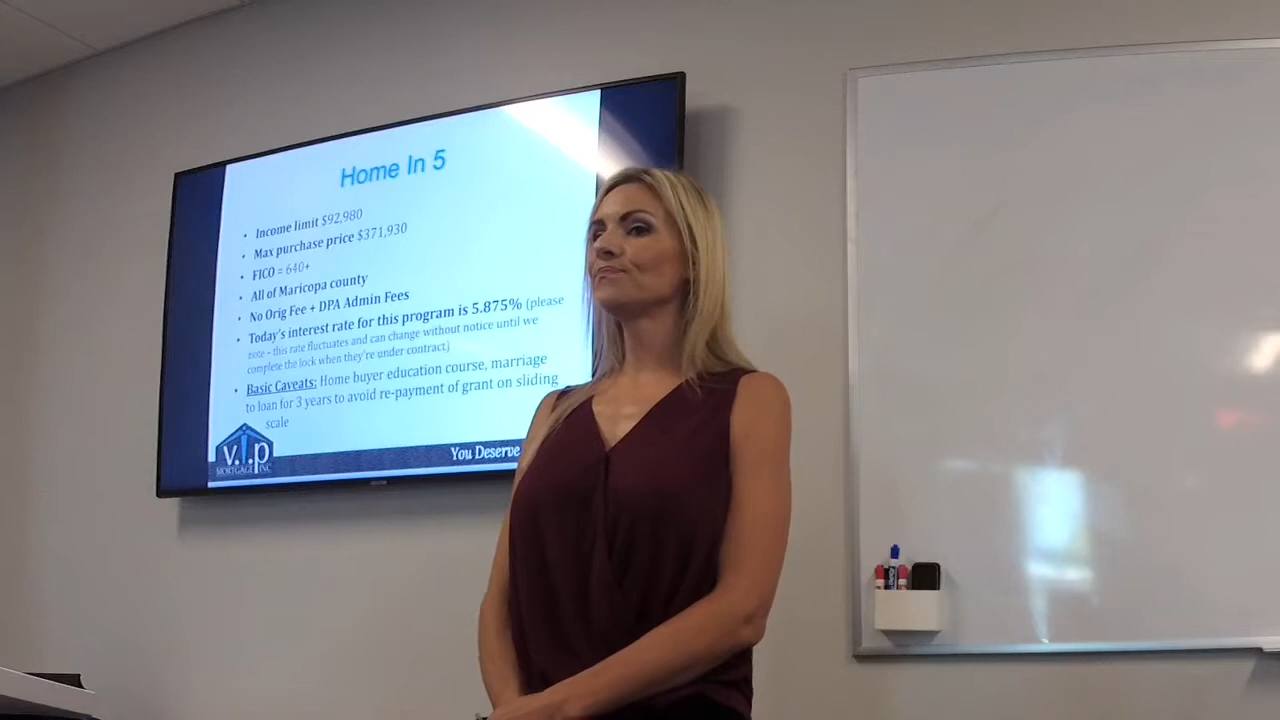 Home In 5
• Income limit $92,980
• Max purchase price $371,930
• FICO = 640+
• All of Maricopa county
• No Orig Fee + DPA Admin Fees
• Today's interest rate for this program is 5.875% (please
note – this rate fluctuates and can change without notice until we
complete the lock when they're under contract)
• Basic Caveats: Home buyer education course, marriage
to loan for 3 years to avoid re-payment of grant on sliding
scale
v.i.p
MORTGAGE INC
You Deserve